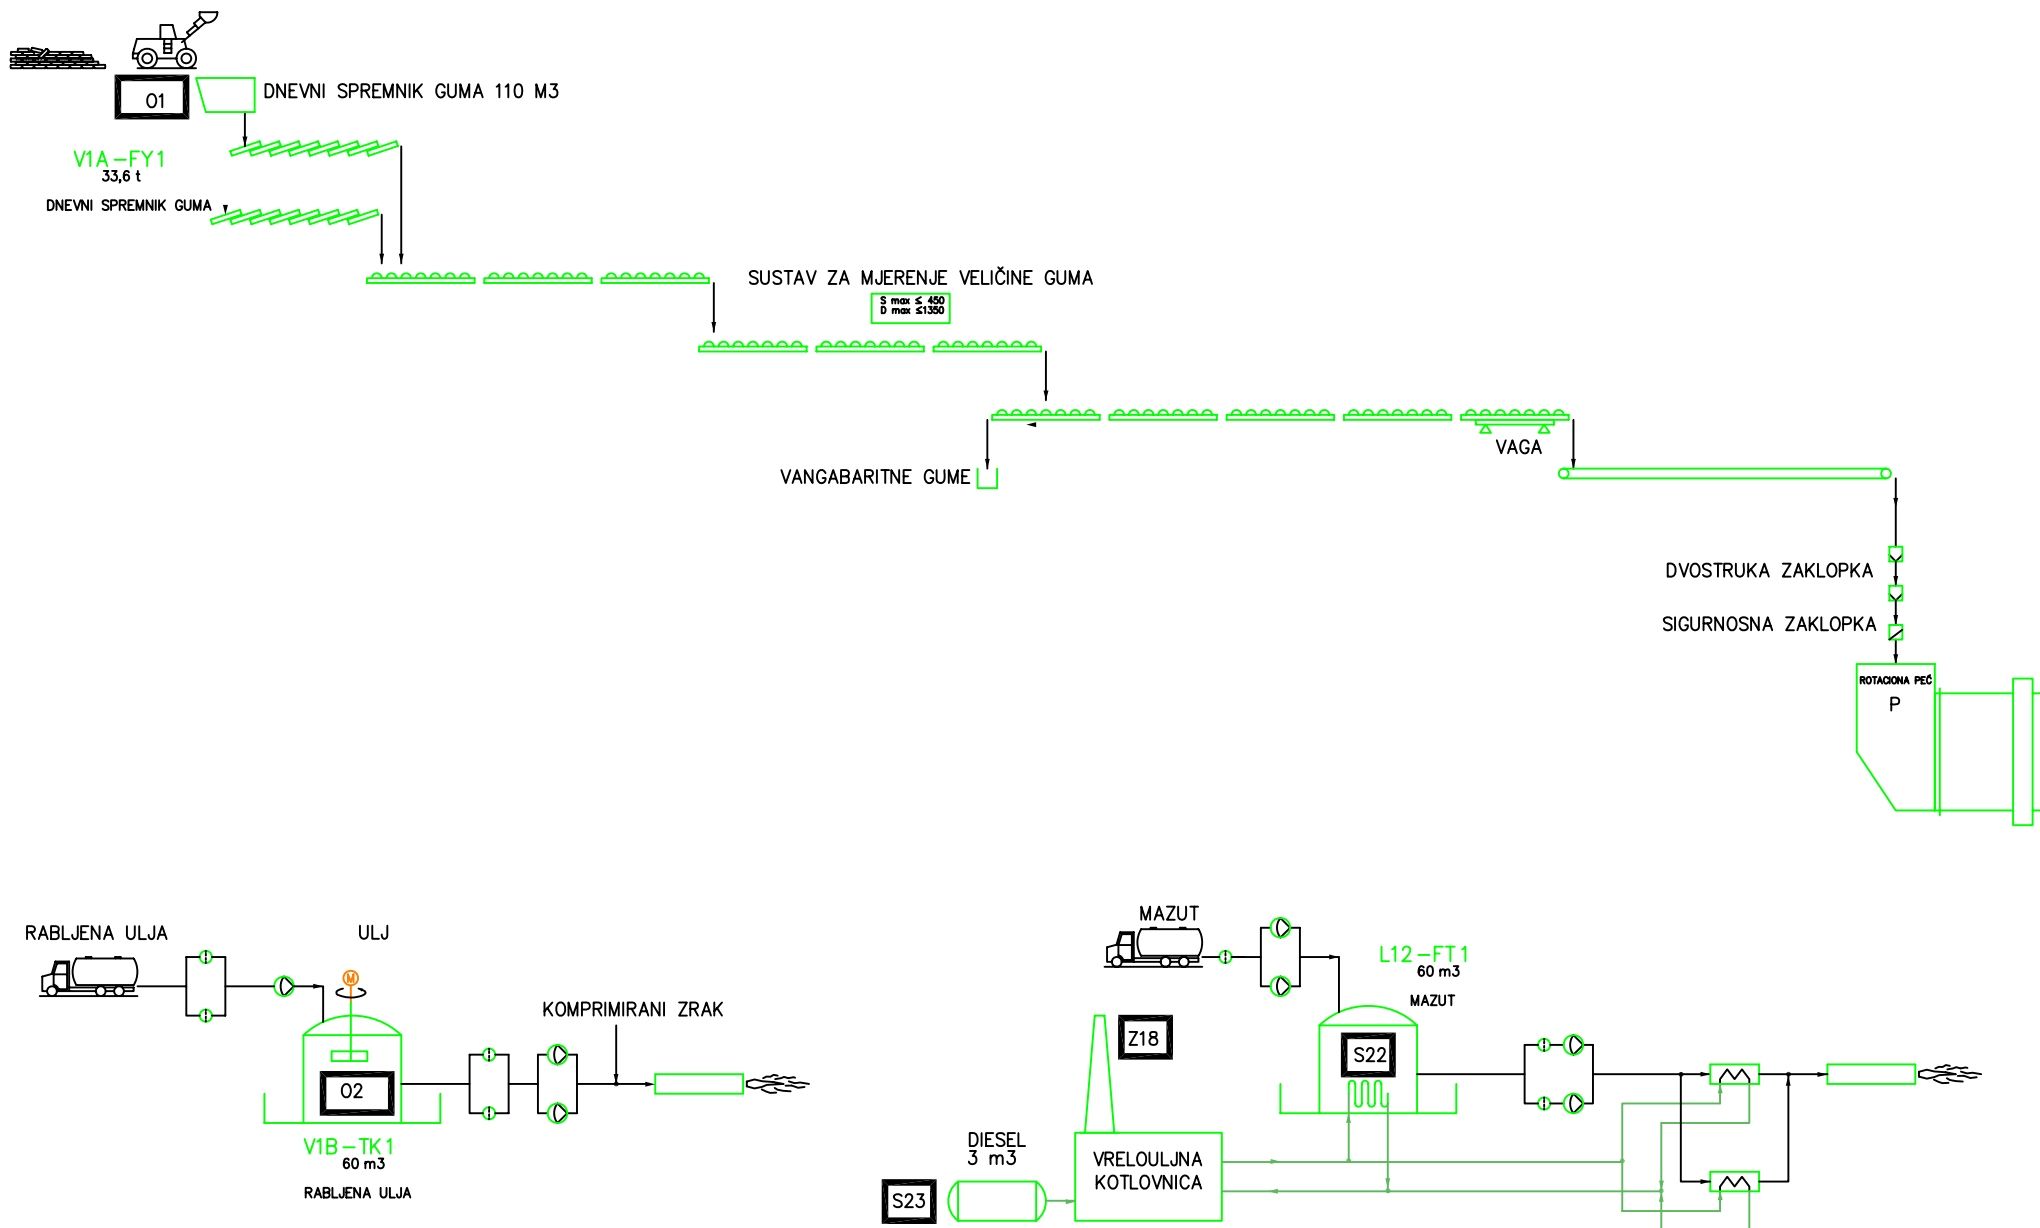 O1
DNEVNI SPREMNIK GUMA 110 M3
V1A-FY1
33,6 t
DNEVNI SPREMNIK GUMA
SUSTAV ZA MJERENJE VELIČINE GUMA
S max ≤ 450
D max ≤1350
VAGA
VANGABARITNE GUME
DVOSTRUKA ZAKLOPKA
SIGURNOSNA ZAKLOPKA
ROTACIONA PEĆ
P
RABLJENA ULJA
ULJ
M
KOMPRIMIRANI ZRAK
O2
V1B-TK1
60 m3
RABLJENA ULJA
MAZUT
L12-FT1
60 m3
MAZUT
Z18
S22
DIESEL
3 m3
VRELOULJNA
KOTLOVNICA
S23